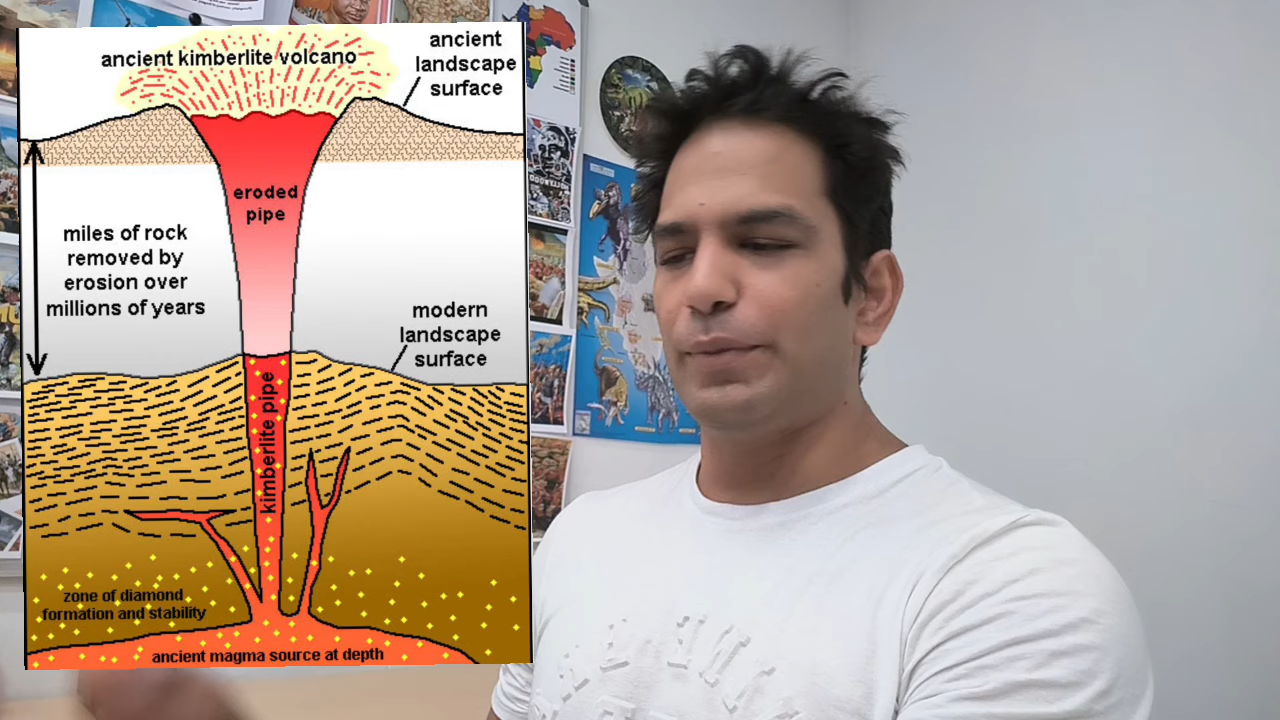 ancient kimberlite volcano
ancient
landscape
surface
eroded
pipe
miles of rock
removed by
erosion over
millions of years
modern
landscape
surface
kimberlite pipe
zone of diamond
formation and stability
ancient magma source at depth